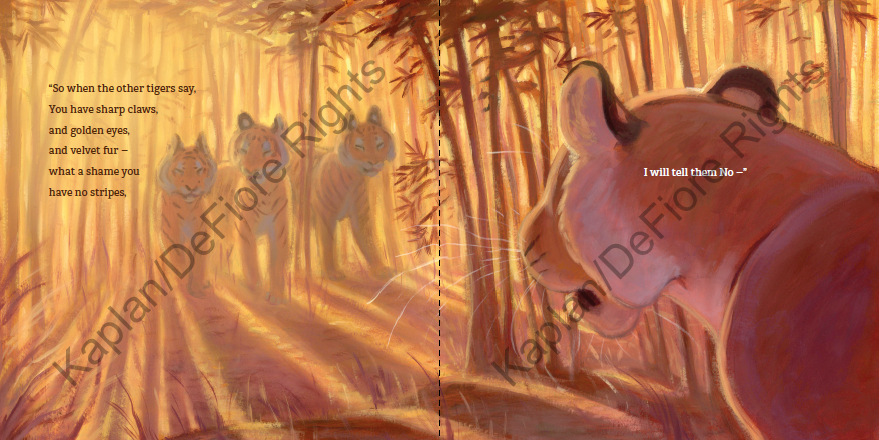 “So when the other tigers say,
You have sharp claws,
and golden eyes,
and velvet fur –
what a shame you
have no stripes,
I will tell them No –”
Kaplan/DeFiore Rights
Kaplan/DeFiore Rights